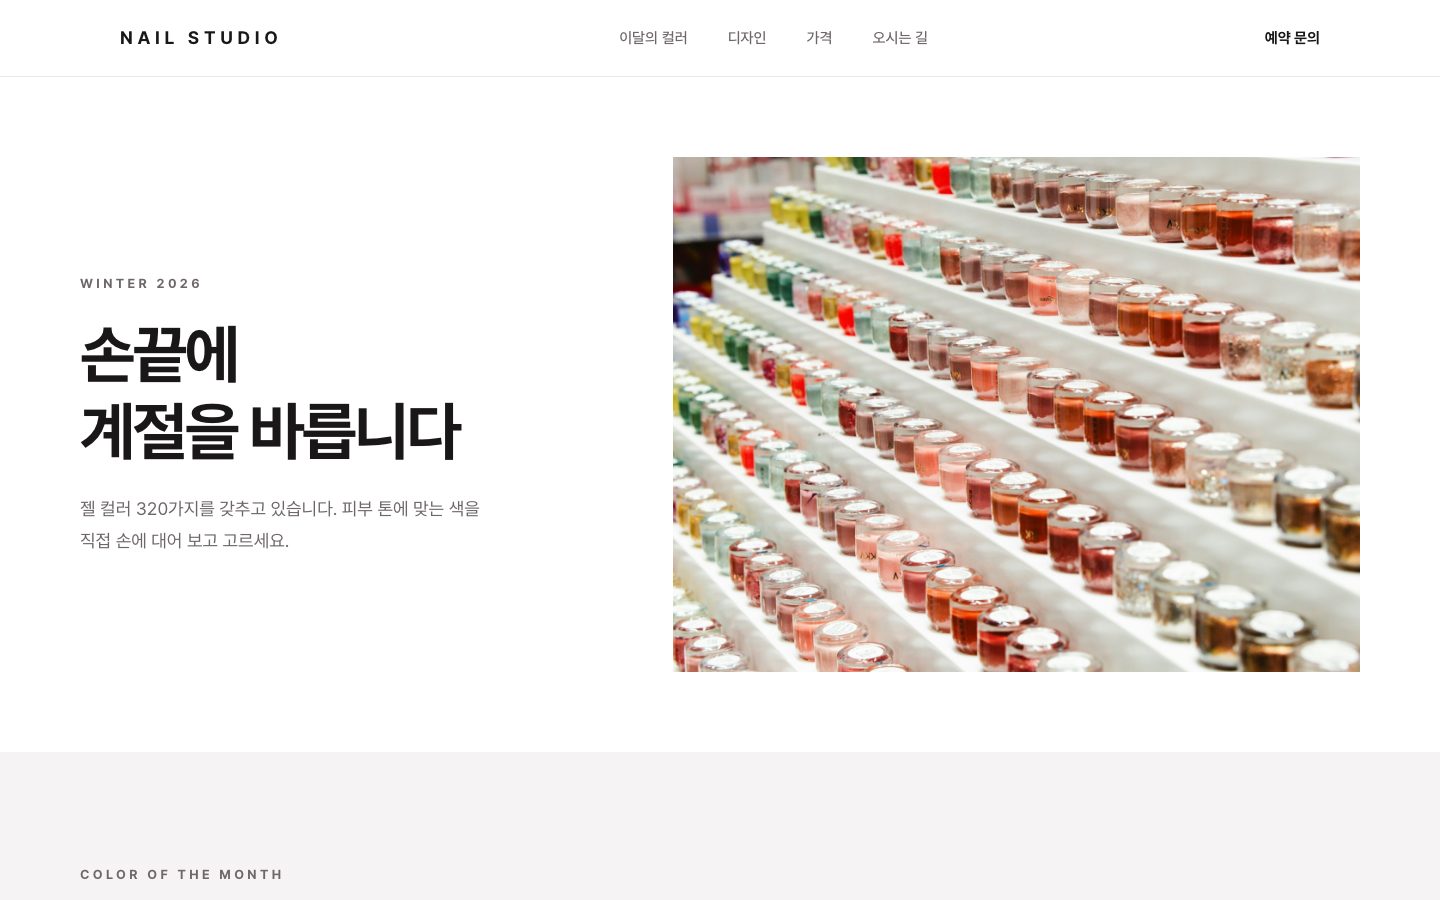 NAIL STUDIO
이달의 컬러
디자인
가격
오시는 길
예약 문의
WINTER 2026
손끝에
계절을 바릅니다
젤 컬러 320가지를 갖추고 있습니다. 피부 톤에 맞는 색을
직접 손에 대어 보고 고르세요.
COLOR OF THE MONTH